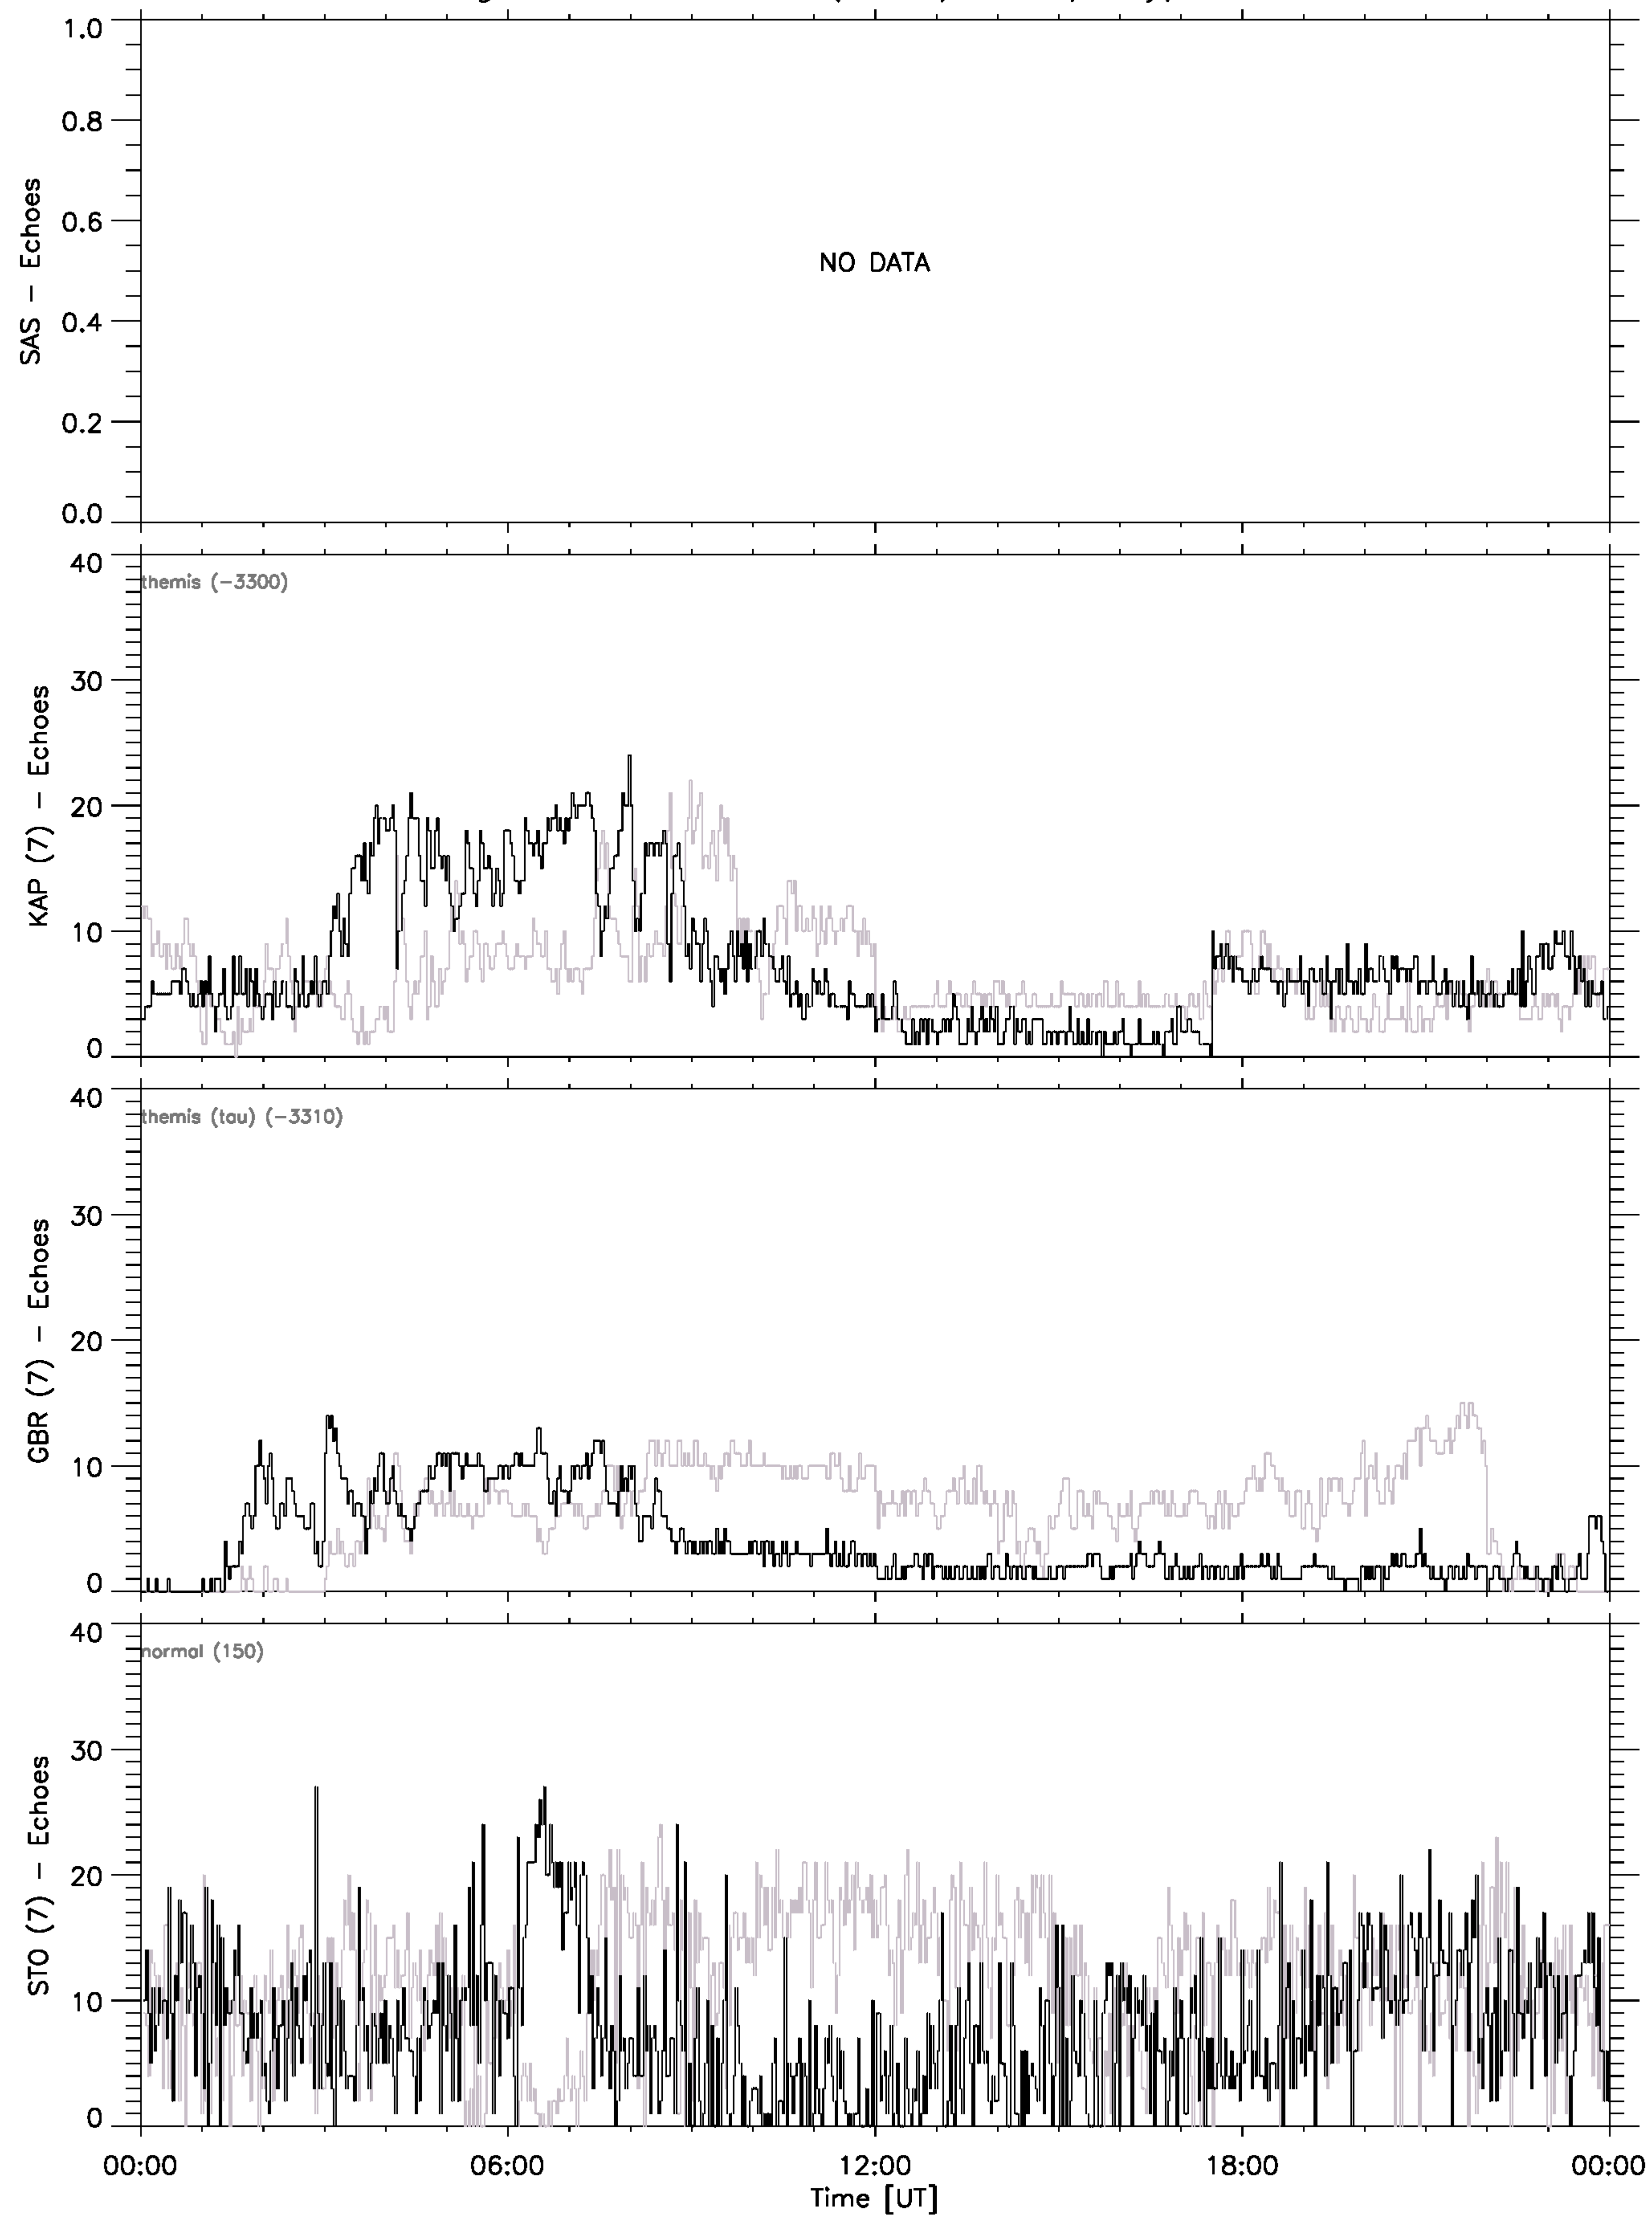 1.0
0.8
0.6
0.4
0.2
0.0
SAS - Echoes
NO DATA
40
30
20
10
0
KAP (7) - Echoes
themis (-3300)
40
30
20
10
0
GBR (7) - Echoes
themis (tau) (-3310)
40
30
20
10
0
STO (7) - Echoes
normal (150)
00:00 06:00 12:00 18:00 00:00
Time [UT]